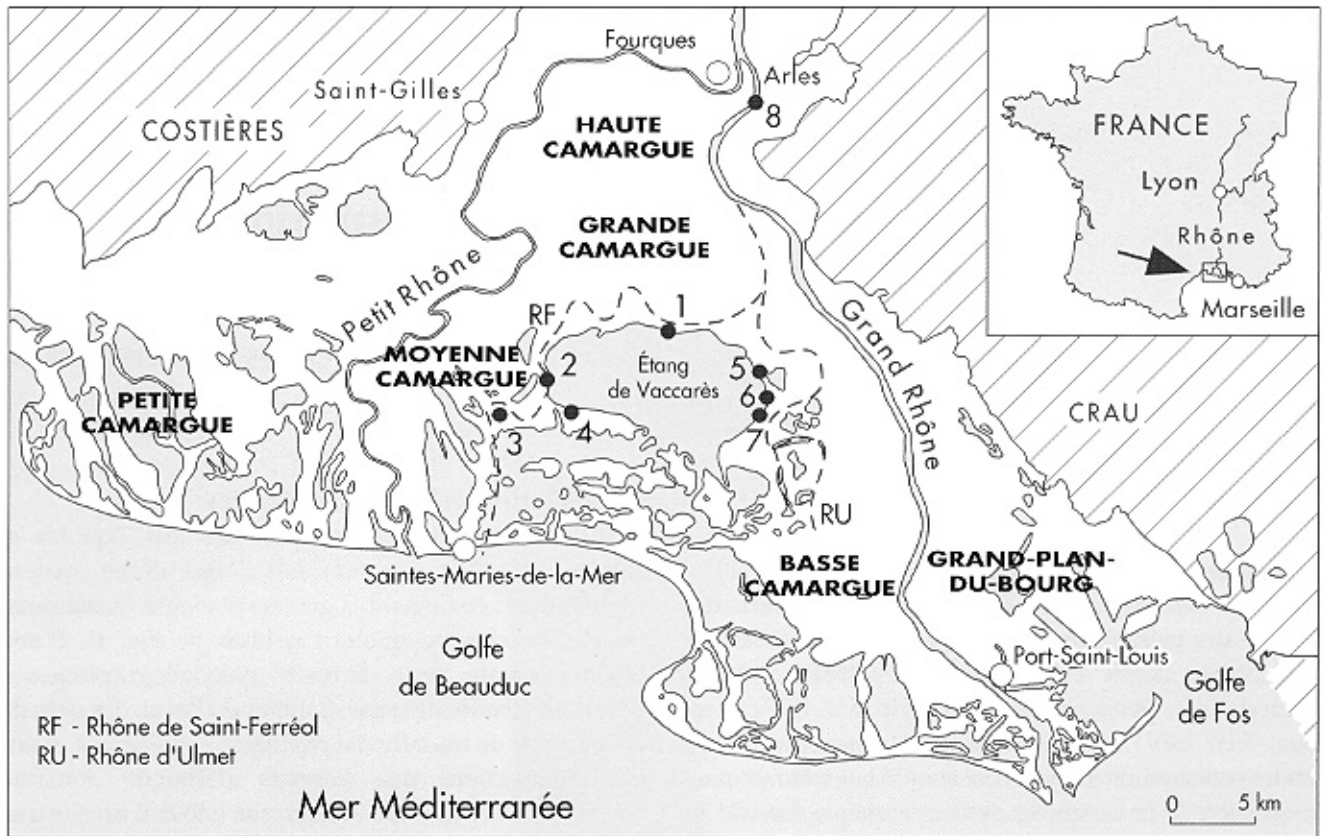 Fourques
Arles
Saint-Gilles
8
COSTIÈRES
HAUTE
CAMARGUE
FRANCE
Lyon
Rhône
Marseille
GRANDE
CAMARGUE
Petit Rhône
Grand Rhône
RF
1
MOYENNE
CAMARGUE
2
Étang
de Vaccarès
5
6
7
3
4
PETITE
CAMARGUE
CRAU
RU
BASSE
CAMARGUE
GRAND-PLAN-
DU-BOURG
Saintes-Maries-de-la-Mer
Port-Saint-Louis
Golfe
de Beauduc
Golfe
de Fos
RF - Rhône de Saint-Ferréol
RU - Rhône d'Ulmet
Mer Méditerranée
0 5 km